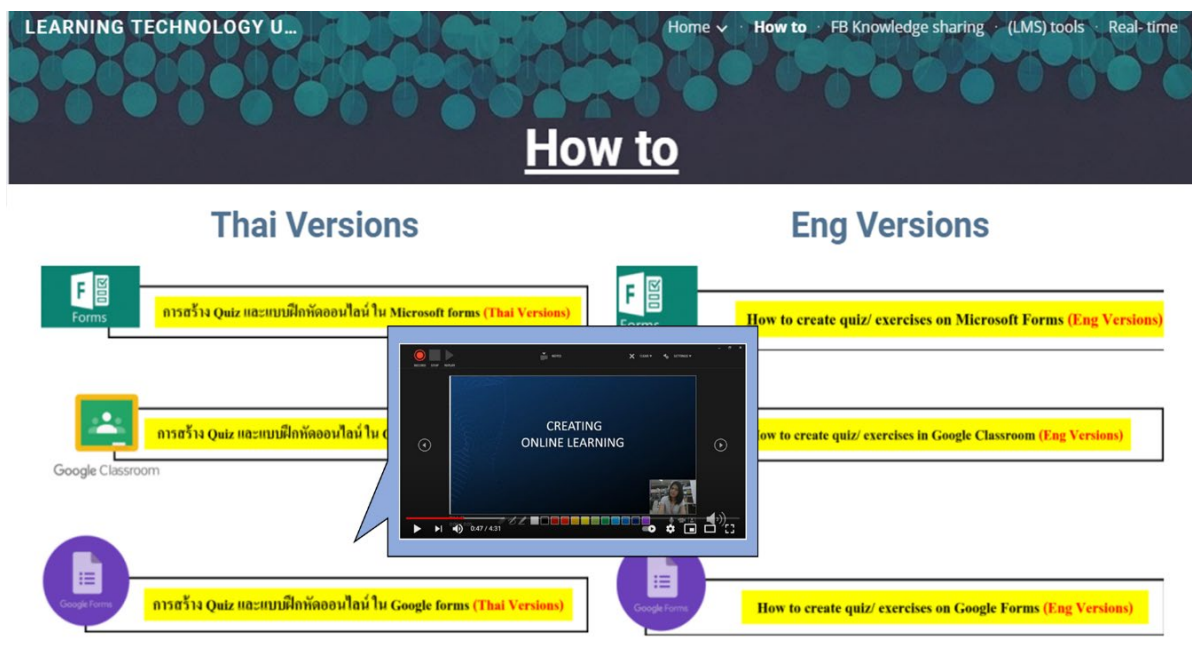 LEARNING TECHNOLOGY U...
Home · How to · FB Knowledge sharing · (LMS) tools · Real- time
How to
Thai Versions
Eng Versions
Forms
การสร้าง Quiz และแบบฝึกหัดออนไลน์ ใน Microsoft forms (Thai Versions)
Forms
How to create quiz/ exercises on Microsoft Forms (Eng Versions)
CREATING
ONLINE LEARNING
0:47 / 4:31
Google Classroom
การสร้าง Quiz และแบบฝึกหัดออนไลน์ ใน
How to create quiz/ exercises in Google Classroom (Eng Versions)
Google Forms
การสร้าง Quiz และแบบฝึกหัดออนไลน์ ใน Google forms (Thai Versions)
Google Forms
How to create quiz/ exercises on Google Forms (Eng Versions)